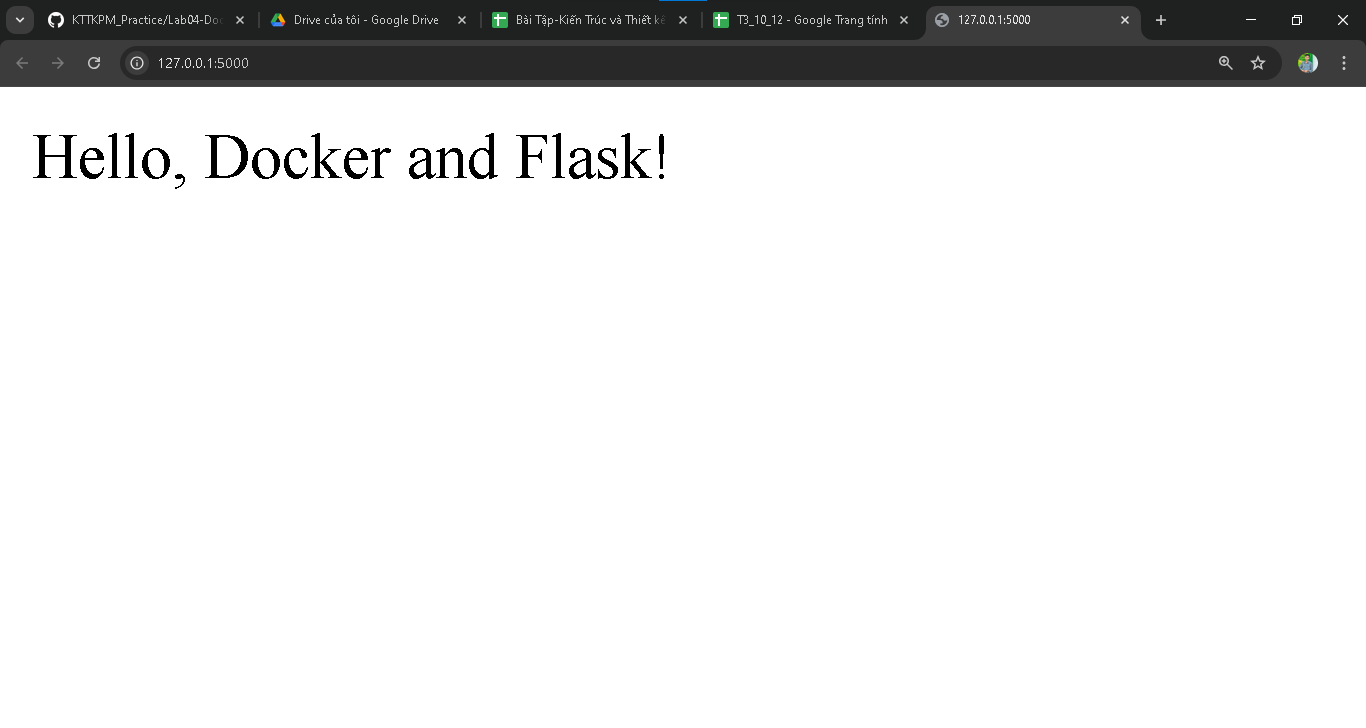 KTTKPM_Practice/Lab04-Do
Drive của tôi - Google Drive
Bài Tập-Kiến Trúc và Thiết kế
T3_10_12 - Google Trang tính
127.0.0.1:5000
127.0.0.1:5000
Hello, Docker and Flask!